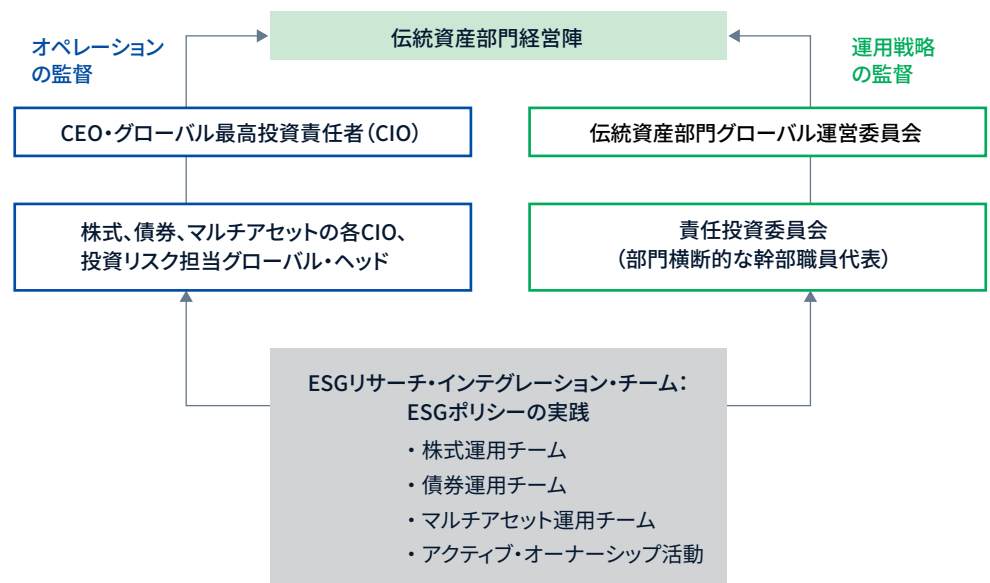 伝統資産部門経営陣
オペレーション
の監督
運用戦略
の監督
CEO・グローバル最高投資責任者（CIO）
伝統資産部門グローバル運営委員会
株式、債券、マルチアセットの各CIO、
投資リスク担当グローバル・ヘッド
責任投資委員会
（部門横断的な幹部職員代表）
ESGリサーチ・インテグレーション・チーム：
ESGポリシーの実践
・株式運用チーム
・債券運用チーム
・マルチアセット運用チーム
・アクティブ・オーナーシップ活動